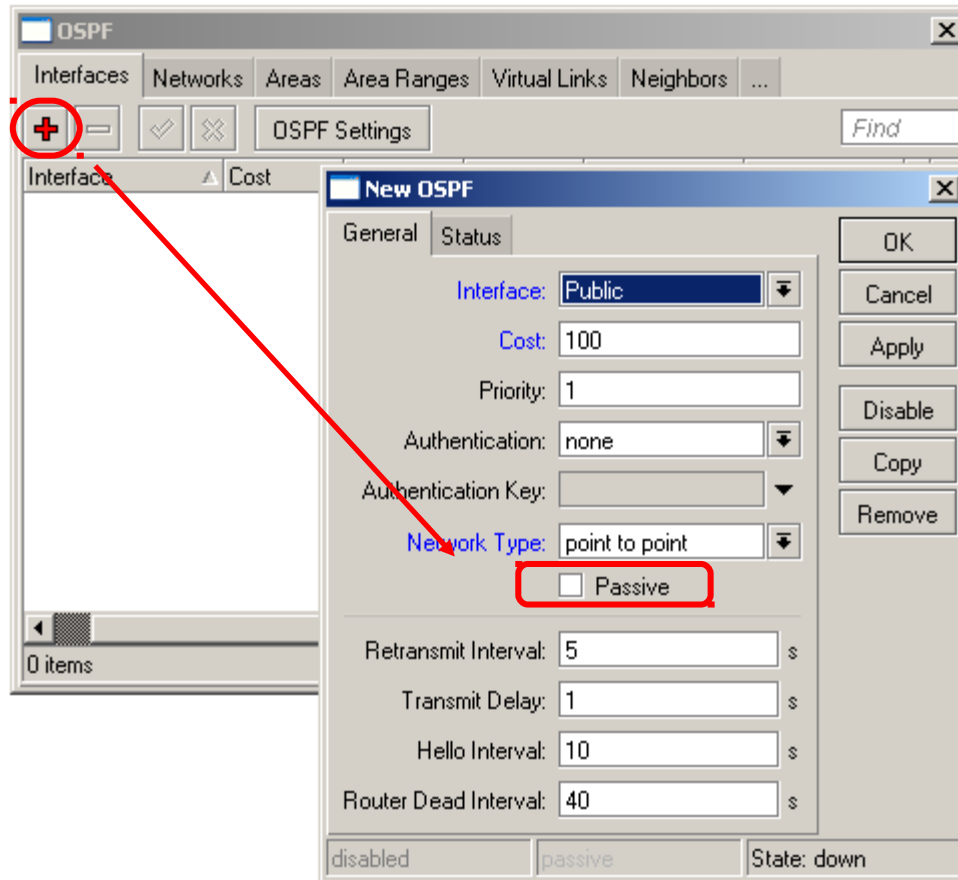 OSPF
Interfaces Networks Areas Area Ranges Virtual Links Neighbors ...
OSPF Settings Find
Interface Cost
New OSPF
General Status
OK
Interface: Public
Cancel
Cost: 100
Apply
Priority: 1
Disable
Authentication: none
Copy
Authentication Key:
Remove
Network Type: point to point
Passive
Retransmit Interval: 5 s
0 items
Transmit Delay: 1 s
Hello Interval: 10 s
Router Dead Interval: 40 s
disabled passive State: down